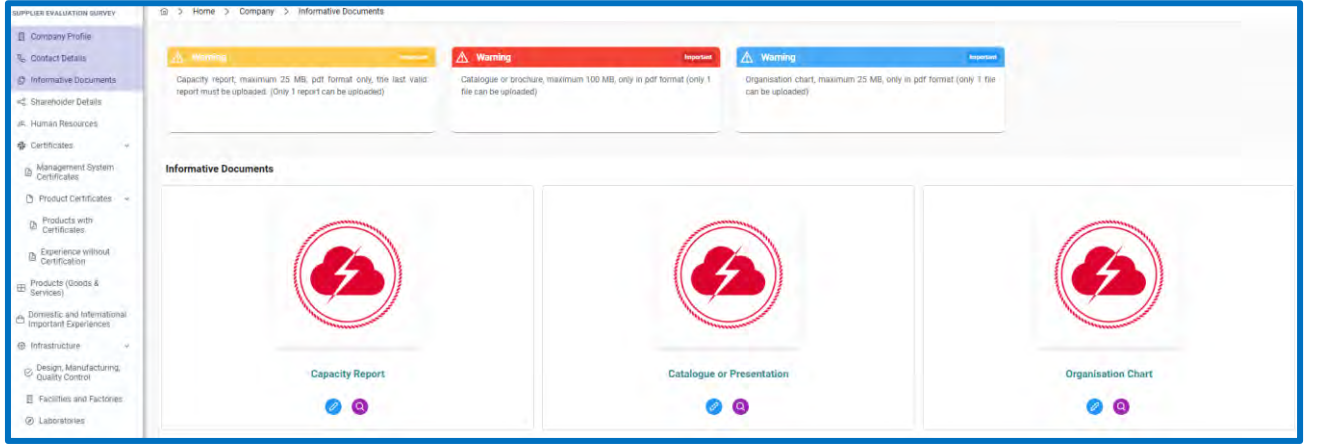 SUPPLIER EVALUATION SURVEY
Company Profile
Contact Details
Informative Documents
Shareholder Details
Human Resources
Certificates
Management System
Certificates
Product Certificates
Products with
Certificates
Experience without
Certification
Products (Goods &
Services)
Domestic and International
Important Experiences
Infrastructure
Design, Manufacturing,
Quality Control
Facilities and Factories
Laboratories
> Home > Company > Informative Documents
Warning Important
Capacity report, maximum 25 MB, pdf format only, the last valid
report must be uploaded. (Only 1 report can be uploaded)
Warning Important
Catalogue or brochure, maximum 100 MB, only in pdf format (only 1
file can be uploaded)
Warning Important
Organisation chart, maximum 25 MB, only in pdf format (only 1 file
can be uploaded)
Informative Documents
Capacity Report
Catalogue or Presentation
Organisation Chart